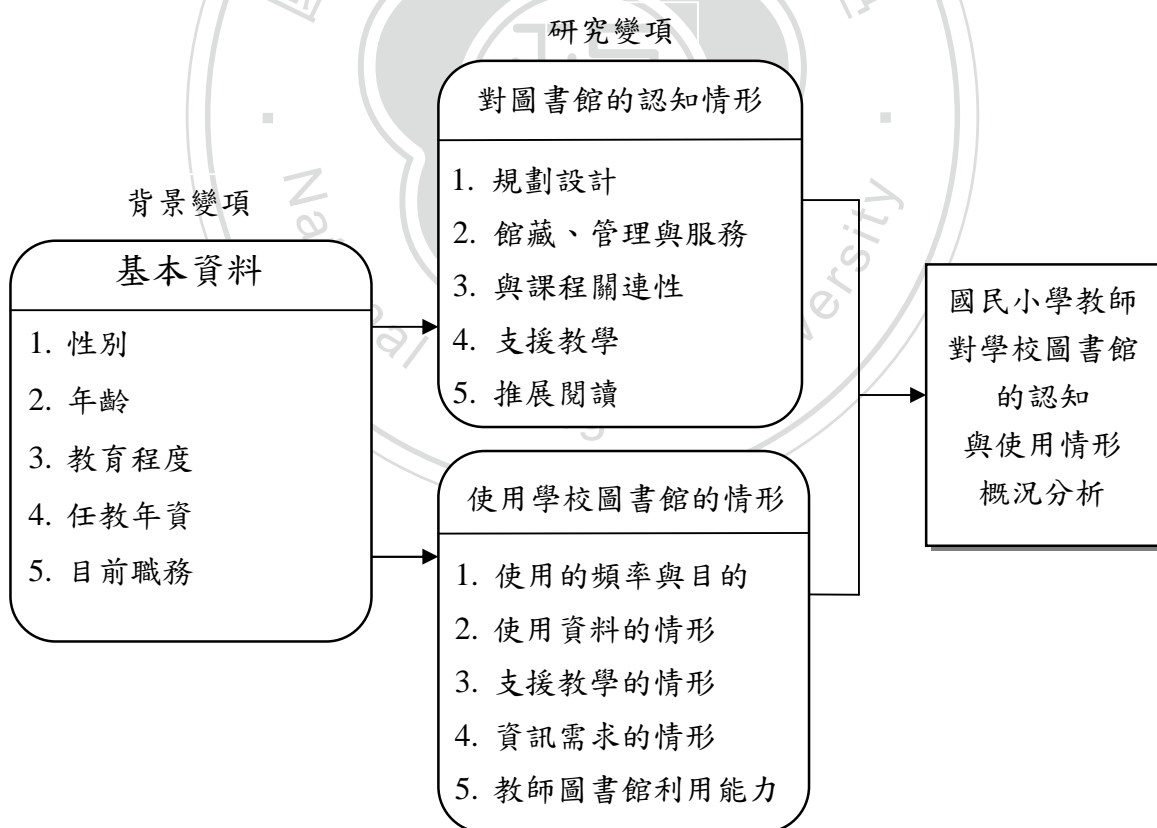 研究變項
對圖書館的認知情形
1. 規劃設計
2. 館藏、管理與服務
3. 與課程關連性
4. 支援教學
5. 推展閱讀
背景變項
基本資料
1. 性別
2. 年齡
3. 教育程度
4. 任教年資
5. 目前職務
使用學校圖書館的情形
1. 使用的頻率與目的
2. 使用資料的情形
3. 支援教學的情形
4. 資訊需求的情形
5. 教師圖書館利用能力
國民小學教師
對學校圖書館
的認知
與使用情形
概況分析